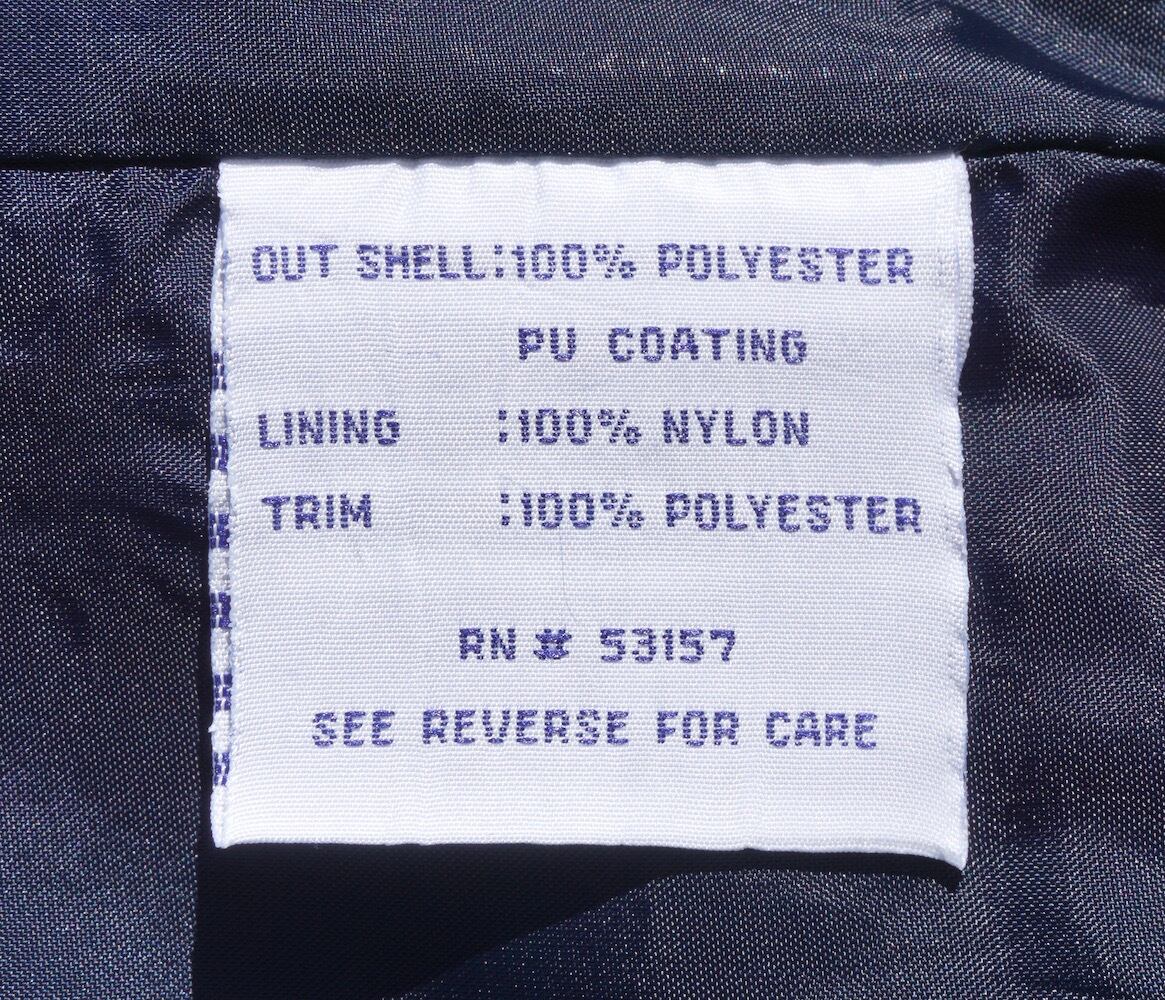 OUT SHELL:100% POLYESTER
PU COATING
LINING :100% NYLON
TRIM :100% POLYESTER
RN # 53157
SEE REVERSE FOR CARE